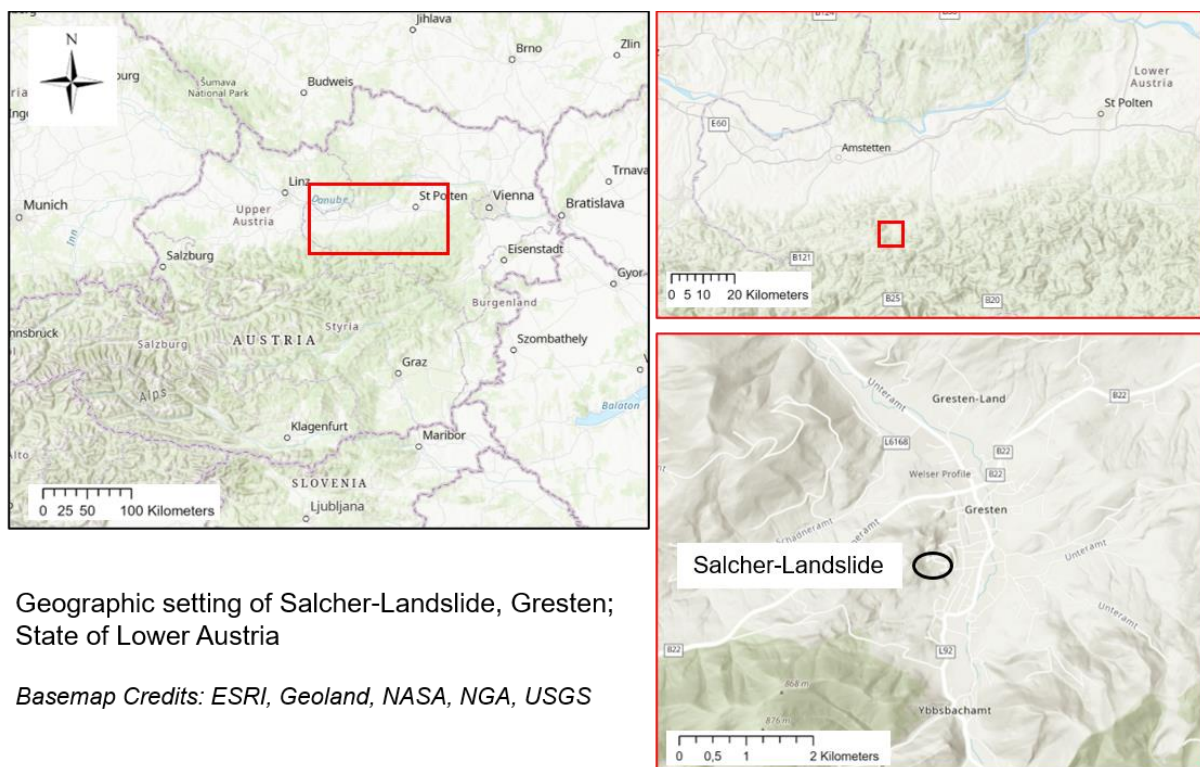 N
Jihlava
Brno
Zlin
burg
Šumava
National Park
Budweis
Linz
Danube
St Polten
Vienna
Trnava
Bratislava
Munich
Inn
Upper
Austria
Salzburg
Eisenstadt
Gyor
Burgenland
nnsbruck
Salzburg
AUSTRIA
Styria
Szombathely
Graz
Alps
Balaton
Klagenfurt
Maribor
Alto
SLOVENIA
Ljubljana
0 25 50 100 Kilometers
B124
Lower
Austria
St Polten
E60
Amstetten
B121
0 5 10 20 Kilometers
B25
B20
Unteramt
Gresten-Land
B22
L6168
B22
Welser Profile
B22
Gresten
Schadneramt
Unteramt
Salcher-Landslide
Unteramt
B22
L92
868 m
876 m
Ybbsbachamt
0 0,5 1 2 Kilometers
Geographic setting of Salcher-Landslide, Gresten;
State of Lower Austria
Basemap Credits: ESRI, Geoland, NASA, NGA, USGS